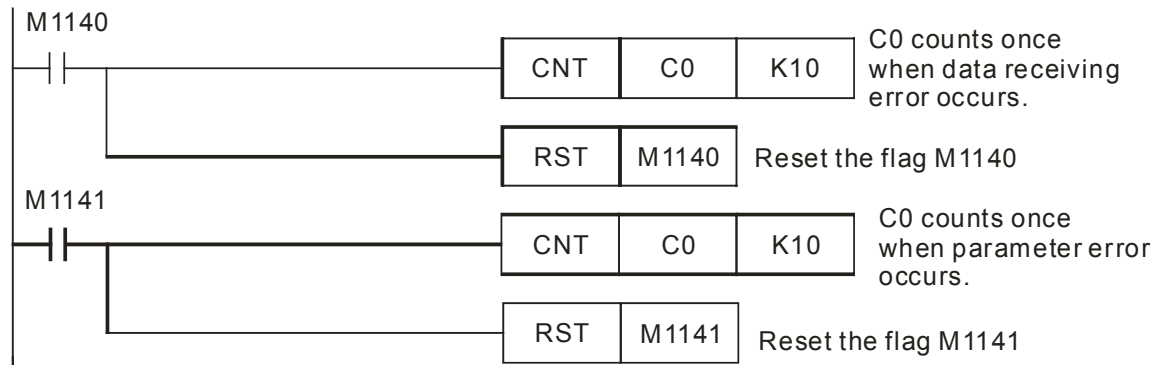 M1140
CNT C0 K10
C0 counts once
when data receiving
error occurs.
RST M1140
Reset the flag M1140
M1141
CNT C0 K10
C0 counts once
when parameter error
occurs.
RST M1141
Reset the flag M1141